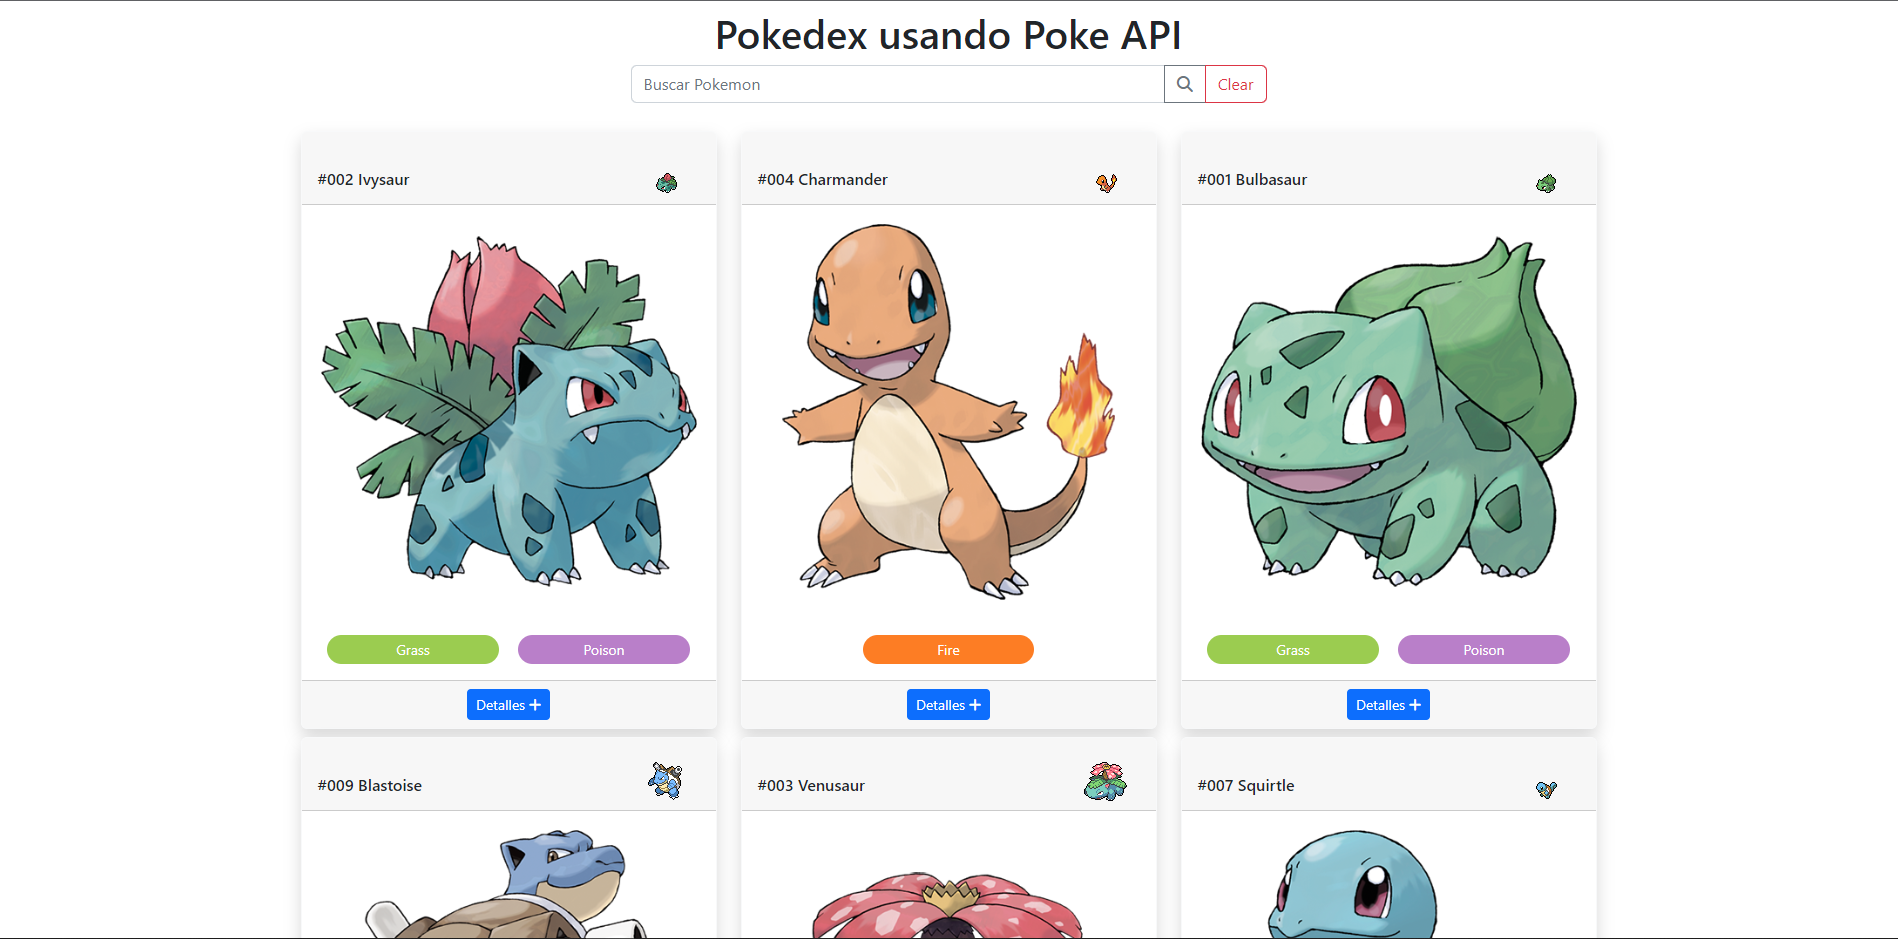 Pokedex usando Poke API
Buscar Pokemon
Clear
#002 Ivysaur
#004 Charmander
#001 Bulbasaur
Grass
Poison
Fire
Grass
Poison
Detalles +
Detalles +
Detalles +
#009 Blastoise
#003 Venusaur
#007 Squirtle